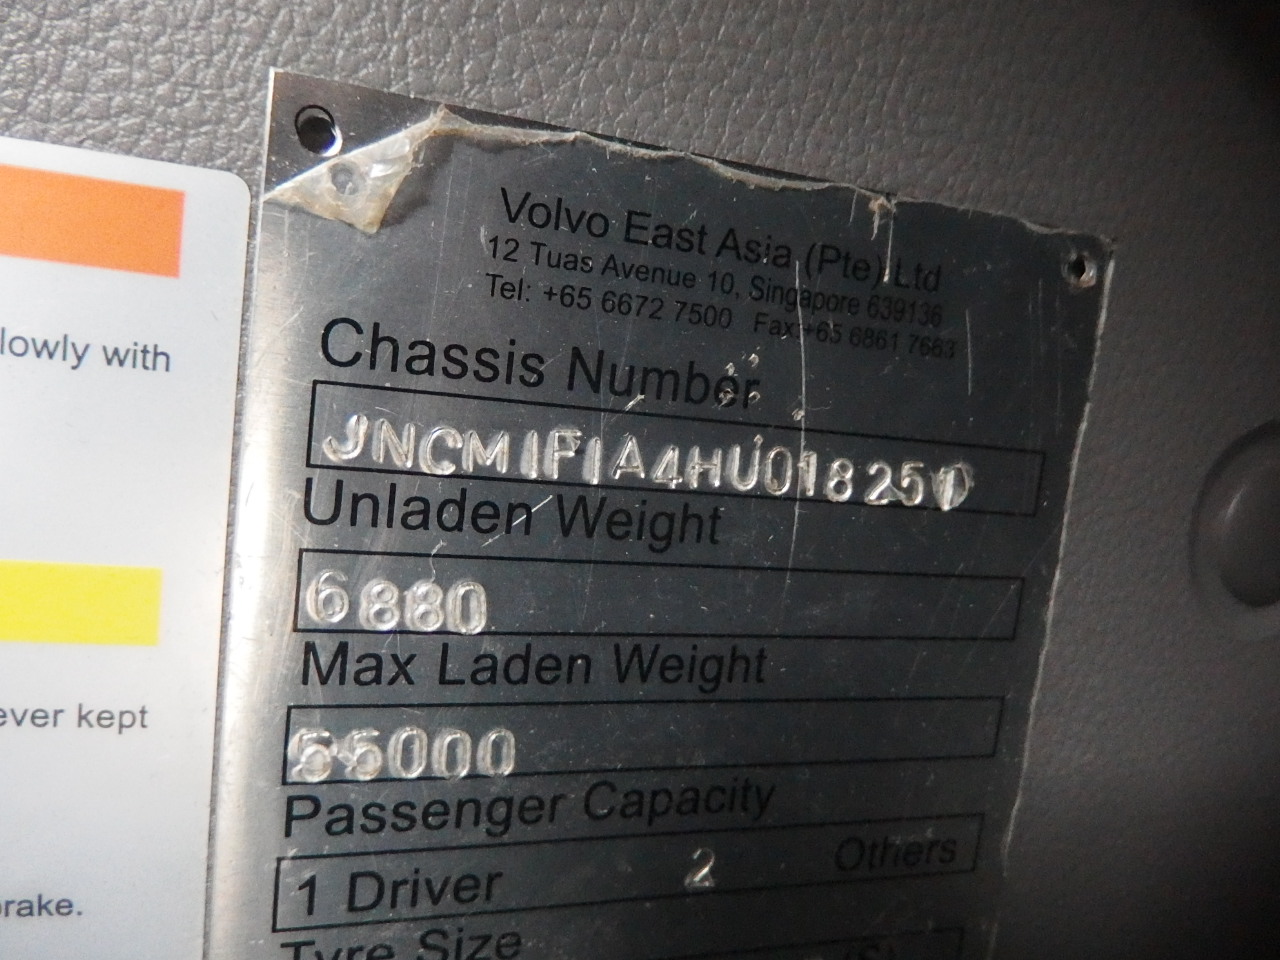 lowly with
ever kept
brake.
Volvo East Asia (Pte) Ltd
12 Tuas Avenue 10, Singapore 639136
Tel: +65 6672 7500 Fax:+65 6861 7663
Chassis Number
Unladen Weight
6880
Max Laden Weight
55000
Passenger Capacity
1 Driver 2 Others
Tyre Size